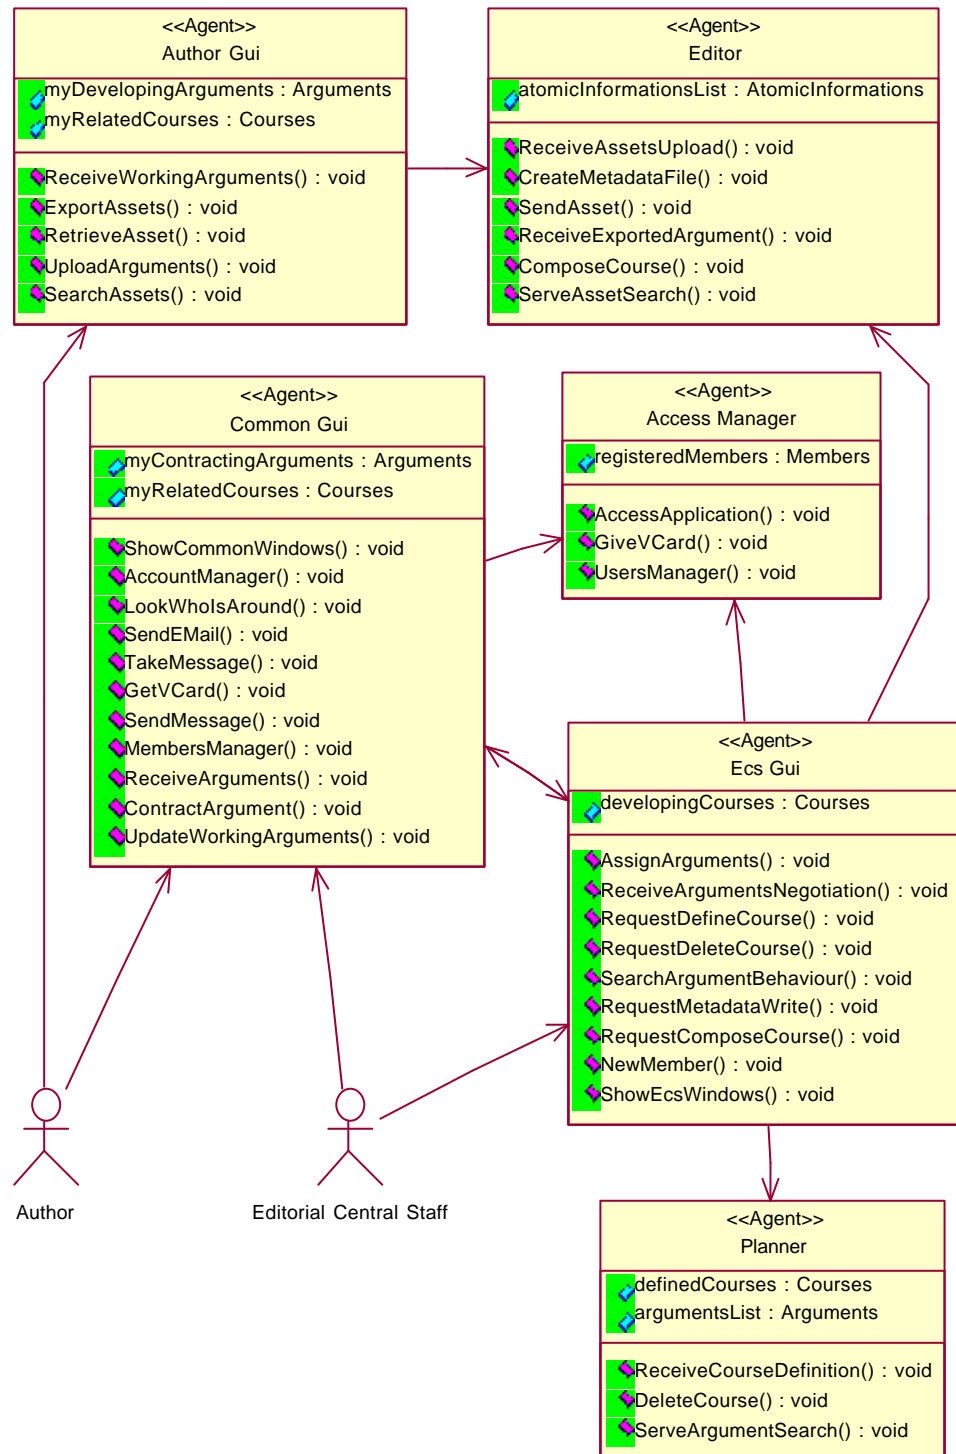 <<Agent>>
Author Gui
myDevelopingArguments : Arguments
myRelatedCourses : Courses
ReceiveWorkingArguments() : void
ExportAssets() : void
RetrieveAsset() : void
UploadArguments() : void
SearchAssets() : void
<<Agent>>
Editor
atomicInformationsList : AtomicInformations
ReceiveAssetsUpload() : void
CreateMetadataFile() : void
SendAsset() : void
ReceiveExportedArgument() : void
ComposeCourse() : void
ServeAssetSearch() : void
<<Agent>>
Common Gui
myContractingArguments : Arguments
myRelatedCourses : Courses
ShowCommonWindows() : void
AccountManager() : void
LookWhoIsAround() : void
SendEMail() : void
TakeMessage() : void
GetVCard() : void
SendMessage() : void
MembersManager() : void
ReceiveArguments() : void
ContractArgument() : void
UpdateWorkingArguments() : void
<<Agent>>
Access Manager
registeredMembers : Members
AccessApplication() : void
GiveVCard() : void
UsersManager() : void
<<Agent>>
Ecs Gui
developingCourses : Courses
AssignArguments() : void
ReceiveArgumentsNegotiation() : void
RequestDefineCourse() : void
RequestDeleteCourse() : void
SearchArgumentBehaviour() : void
RequestMetadataWrite() : void
RequestComposeCourse() : void
NewMember() : void
ShowEcsWindows() : void
Author
Editorial Central Staff
<<Agent>>
Planner
definedCourses : Courses
argumentsList : Arguments
ReceiveCourseDefinition() : void
DeleteCourse() : void
ServeArgumentSearch() : void